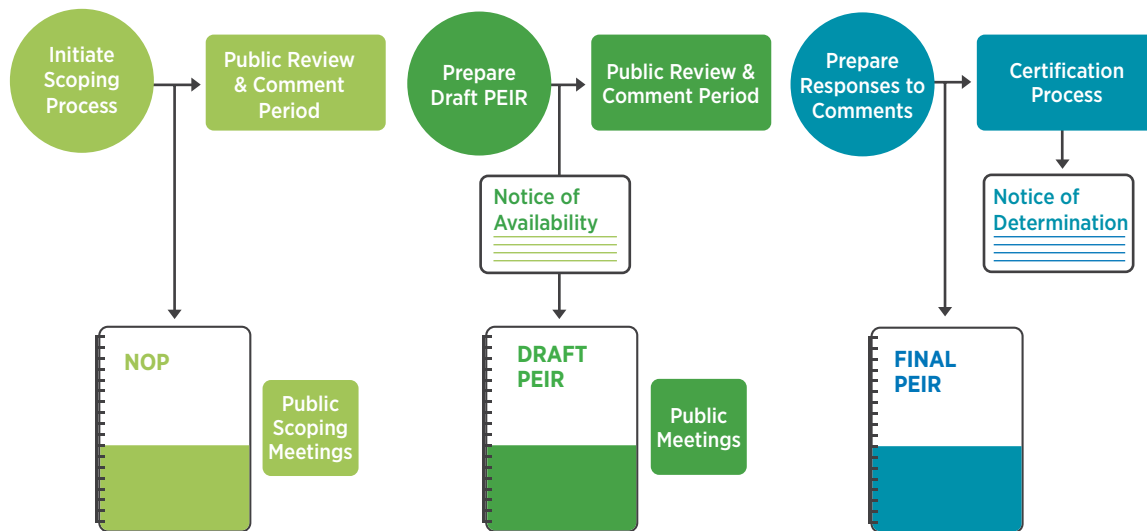 Initiate
Scoping
Process
Public Review
& Comment
Period
NOP
Public
Scoping
Meetings
Prepare
Draft PEIR
Public Review &
Comment Period
Notice of
Availability
DRAFT
PEIR
Public
Meetings
Prepare
Responses to
Comments
Certification
Process
Notice of
Determination
FINAL
PEIR